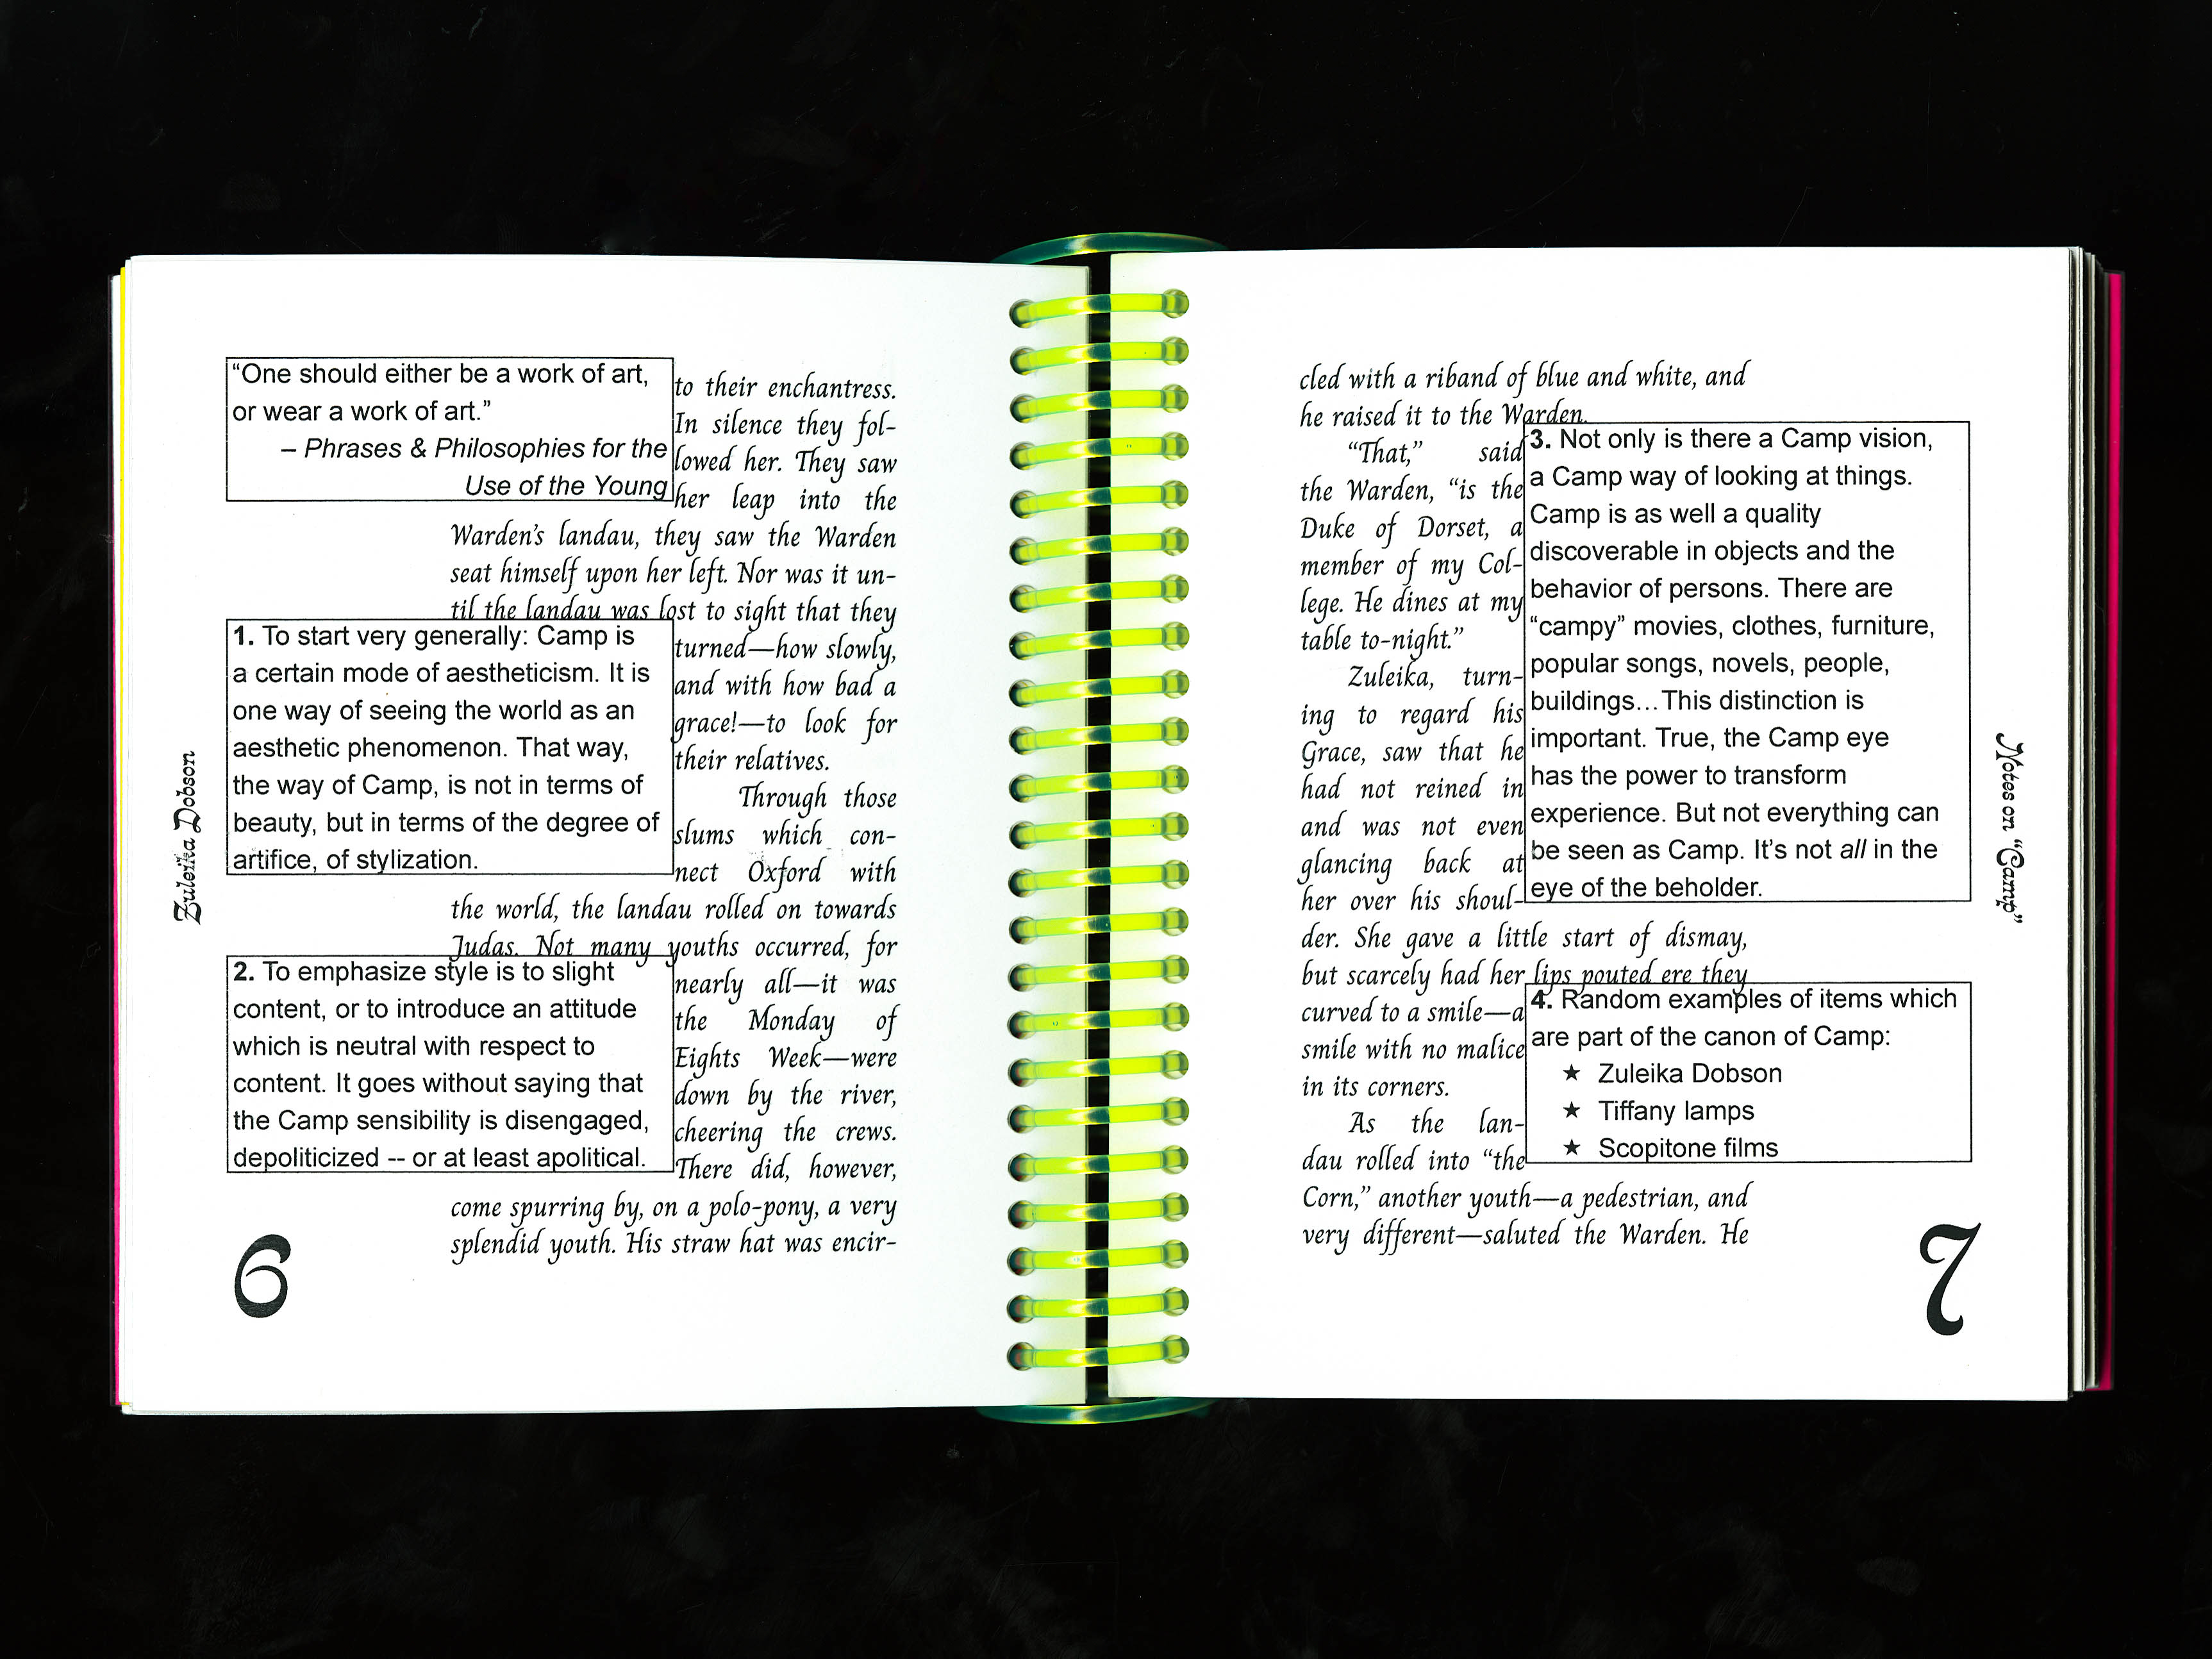 “One should either be a work of art,
or wear a work of art.”
– Phrases & Philosophies for the
Use of the Young
to their enchantress.
In silence they fol-
lowed her. They saw
her leap into the
Warden’s landau, they saw the Warden
seat himself upon her left. Nor was it un-
til the landau was lost to sight that they
turned—how slowly,
and with how bad a
grace!—to look for
their relatives.
Through those
slums which con-
nect Oxford with
the world, the landau rolled on towards
Judas. Not many youths occurred, for
nearly all—it was
the Monday of
Eights Week—were
down by the river,
cheering the crews.
There did, however,
come spurring by, on a polo-pony, a very
splendid youth. His straw hat was encir-
1. To start very generally: Camp is
a certain mode of aestheticism. It is
one way of seeing the world as an
aesthetic phenomenon. That way,
the way of Camp, is not in terms of
beauty, but in terms of the degree of
artifice, of stylization.
2. To emphasize style is to slight
content, or to introduce an attitude
which is neutral with respect to
content. It goes without saying that
the Camp sensibility is disengaged,
depoliticized -- or at least apolitical.
Zuleika Dobson
6
cled with a riband of blue and white, and
he raised it to the Warden.
“That,” said
the Warden, “is the
Duke of Dorset, a
member of my Col-
lege. He dines at my
table to-night.”
Zuleika, turn-
ing to regard his
Grace, saw that he
had not reined in
and was not even
glancing back at
her over his shoul-
der. She gave a little start of dismay,
but scarcely had her lips pouted ere they
curved to a smile—a
smile with no malice
in its corners.
As the lan-
dau rolled into “the
Corn,” another youth—a pedestrian, and
very different—saluted the Warden. He
3. Not only is there a Camp vision,
a Camp way of looking at things.
Camp is as well a quality
discoverable in objects and the
behavior of persons. There are
“campy” movies, clothes, furniture,
popular songs, novels, people,
buildings…This distinction is
important. True, the Camp eye
has the power to transform
experience. But not everything can
be seen as Camp. It’s not all in the
eye of the beholder.
4. Random examples of items which
are part of the canon of Camp:
★ Zuleika Dobson
★ Tiffany lamps
★ Scopitone films
Notes on “Camp”
7